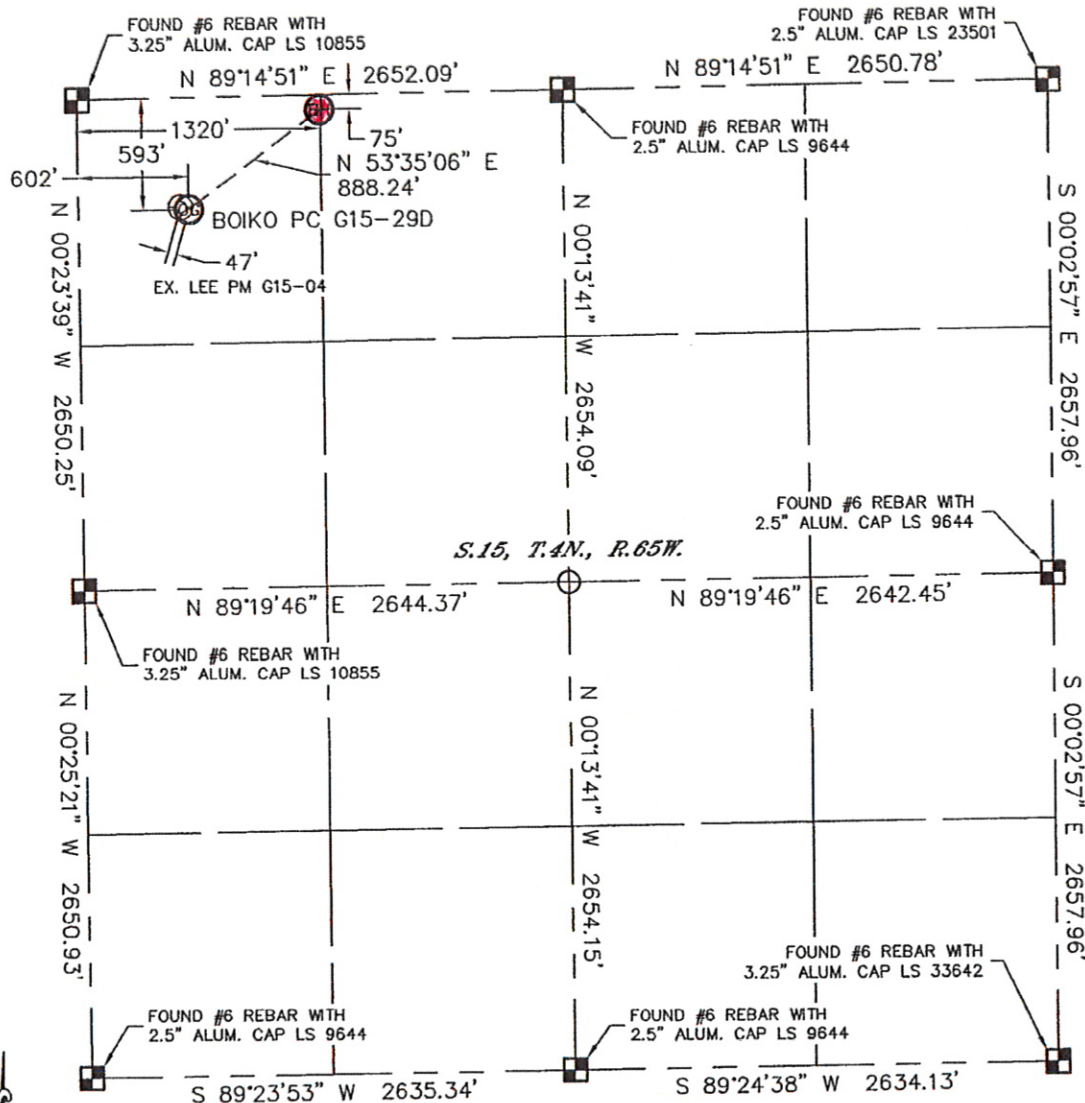 FOUND #6 REBAR WITH
3.25" ALUM. CAP LS 10855
FOUND #6 REBAR WITH
2.5" ALUM. CAP LS 23501
N 89°14'51" E 2652.09'
N 89°14'51" E 2650.78'
BH
1320'
75'
FOUND #6 REBAR WITH
2.5" ALUM. CAP LS 9644
593'
N 53°35'06" E
888.24'
602'
BOIKO PC G15-29D
47'
EX. LEE PM G15-04
N 00°23'39" W 2650.25'
N 00°13'41" W 2654.09'
S 00°02'57" E 2657.96'
FOUND #6 REBAR WITH
2.5" ALUM. CAP LS 9644
S.15, T.4N., R.65W.
N 89°19'46" E 2644.37'
N 89°19'46" E 2642.45'
FOUND #6 REBAR WITH
3.25" ALUM. CAP LS 10855
N 00°25'21" W 2650.93'
N 00°13'41" W 2654.15'
S 00°02'57" E 2657.96'
FOUND #6 REBAR WITH
3.25" ALUM. CAP LS 33642
FOUND #6 REBAR WITH
2.5" ALUM. CAP LS 9644
FOUND #6 REBAR WITH
2.5" ALUM. CAP LS 9644
S 89°23'53" W 2635.34'
S 89°24'38" W 2634.13'